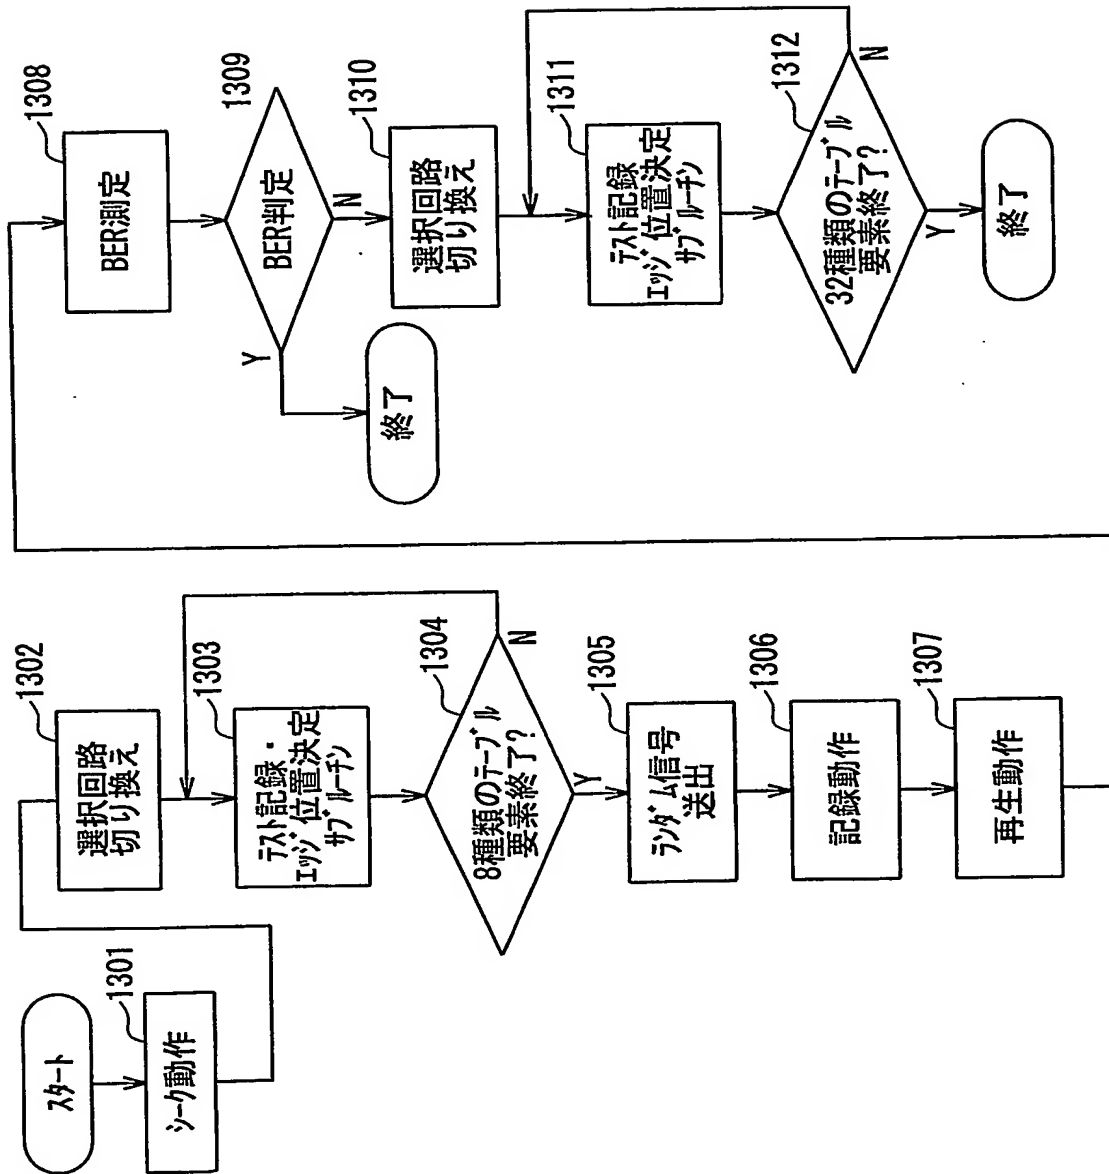 スタート
1301
シーク動作
1302
選択回路
切り換え
1303
テスト記録・
エッジ位置決定
サブルーチン
1304
8種類のテーブル
要素終了?
N
Y
1305
ランダム信号
送出
1306
記録動作
1307
再生動作
1308
BER測定
1309
BER判定
Y
N
終了
1310
選択回路
切り換え
1311
テスト記録・
エッジ位置決定
サブルーチン
1312
32種類のテーブル
要素終了?
N
Y
終了